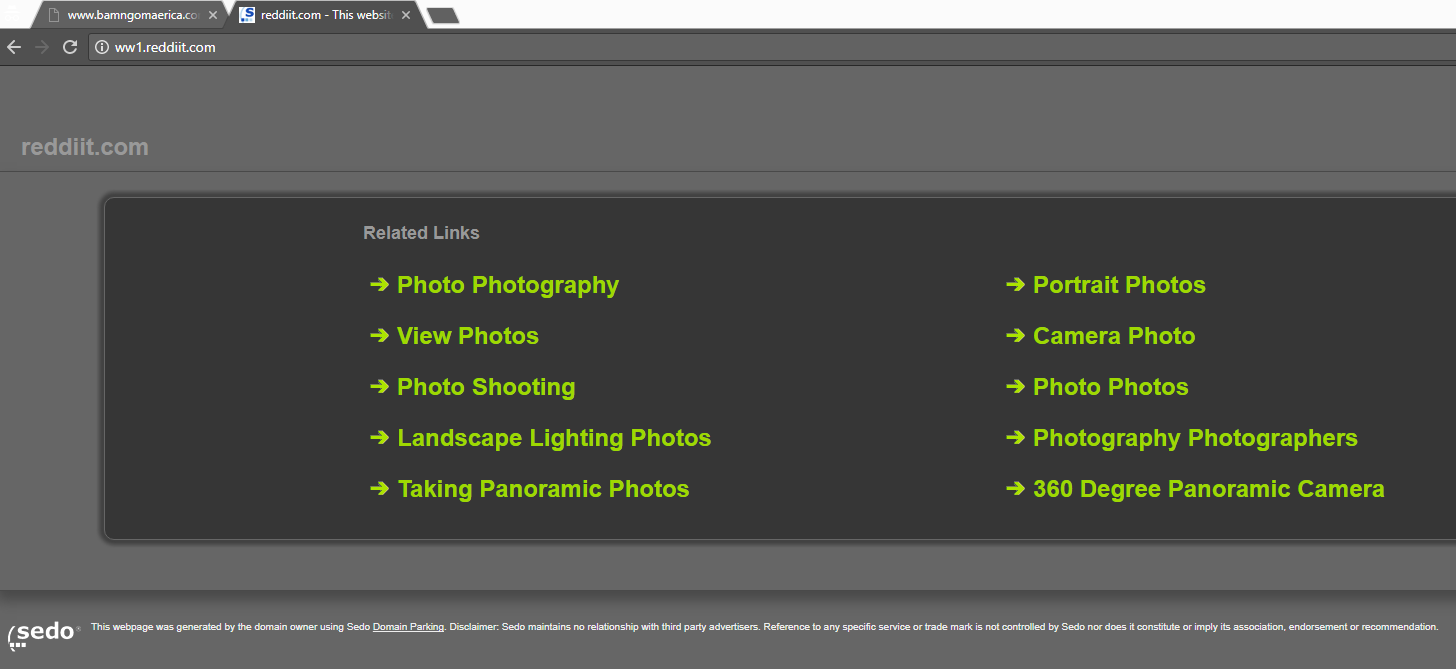 www.bamngomaerica.co
reddiit.com - This websit
ww1.reddiit.com
reddiit.com
Related Links
➔ Photo Photography
➔ Portrait Photos
➔ View Photos
➔ Camera Photo
➔ Photo Shooting
➔ Photo Photos
➔ Landscape Lighting Photos
➔ Photography Photographers
➔ Taking Panoramic Photos
➔ 360 Degree Panoramic Camera
sedo® This webpage was generated by the domain owner using Sedo Domain Parking. Disclaimer: Sedo maintains no relationship with third party advertisers. Reference to any specific service or trade mark is not controlled by Sedo nor does it constitute or imply its association, endorsement or recommendation.